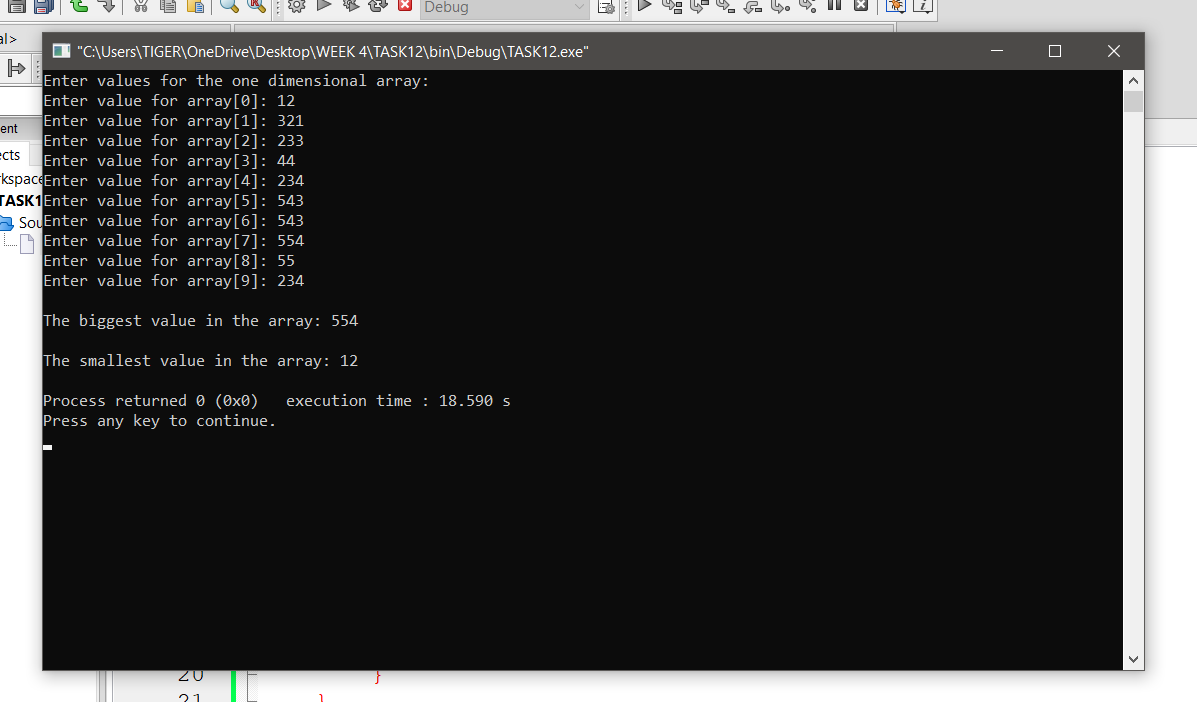 Debug
al>
"C:\Users\TIGER\OneDrive\Desktop\WEEK 4\TASK12\bin\Debug\TASK12.exe"
Enter values for the one dimensional array:
Enter value for array[0]: 12
Enter value for array[1]: 321
Enter value for array[2]: 233
Enter value for array[3]: 44
Enter value for array[4]: 234
Enter value for array[5]: 543
Enter value for array[6]: 543
Enter value for array[7]: 554
Enter value for array[8]: 55
Enter value for array[9]: 234
The biggest value in the array: 554
The smallest value in the array: 12
Process returned 0 (0x0)   execution time : 18.590 s
Press any key to continue.
ent
ects
rkspace
TASK1
Sou
20 }
21 }